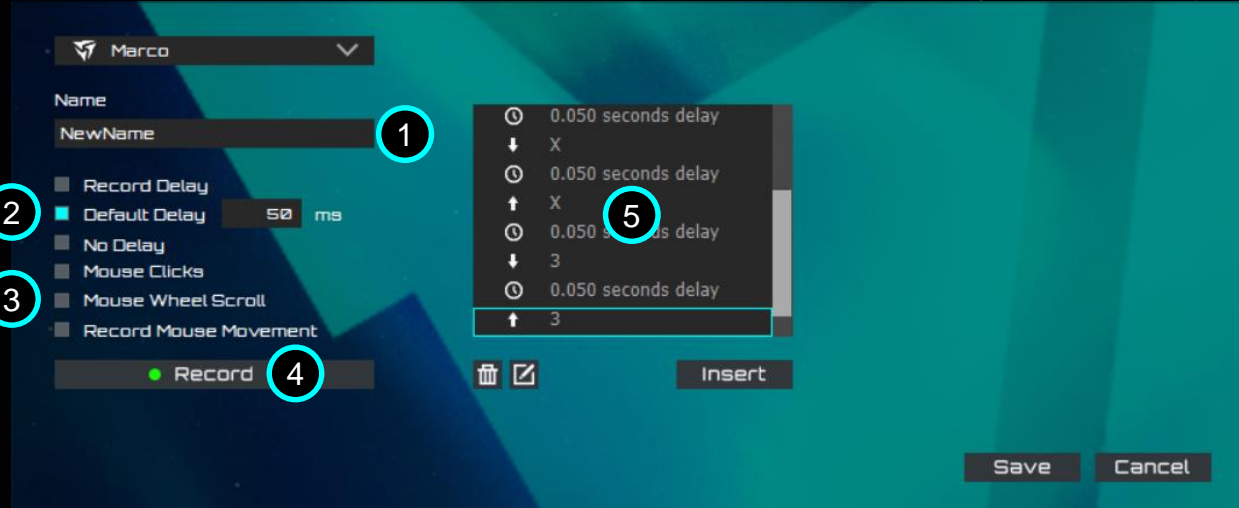 Marco
Name
NewName
1
Record Delay
2
Default Delay 50 ms
No Delay
Mouse Clicks
3
Mouse Wheel Scroll
Record Mouse Movement
Record
4
0.050 seconds delay
X
0.050 seconds delay
X
5
0.050 s ds delay
3
0.050 seconds delay
3
Insert
Save
Cancel